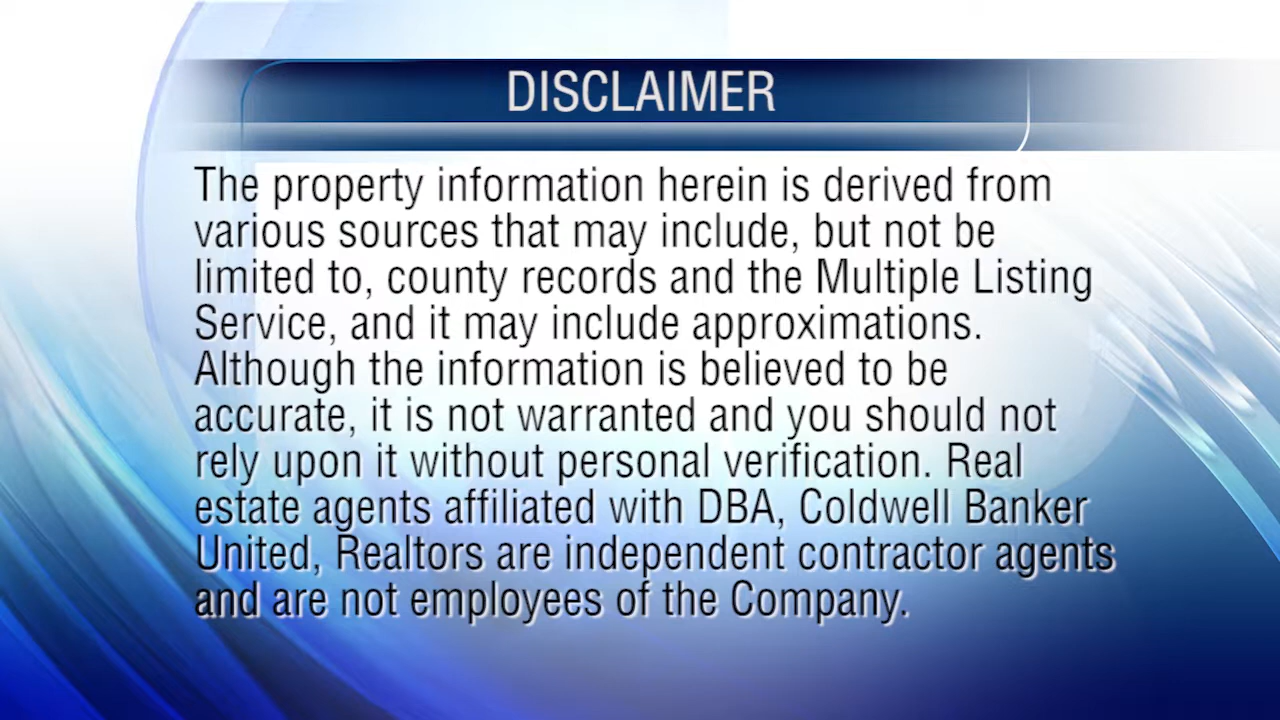 DISCLAIMER
The property information herein is derived from
various sources that may include, but not be
limited to, county records and the Multiple Listing
Service, and it may include approximations.
Although the information is believed to be
accurate, it is not warranted and you should not
rely upon it without personal verification. Real
estate agents affiliated with DBA, Coldwell Banker
United, Realtors are independent contractor agents
and are not employees of the Company.